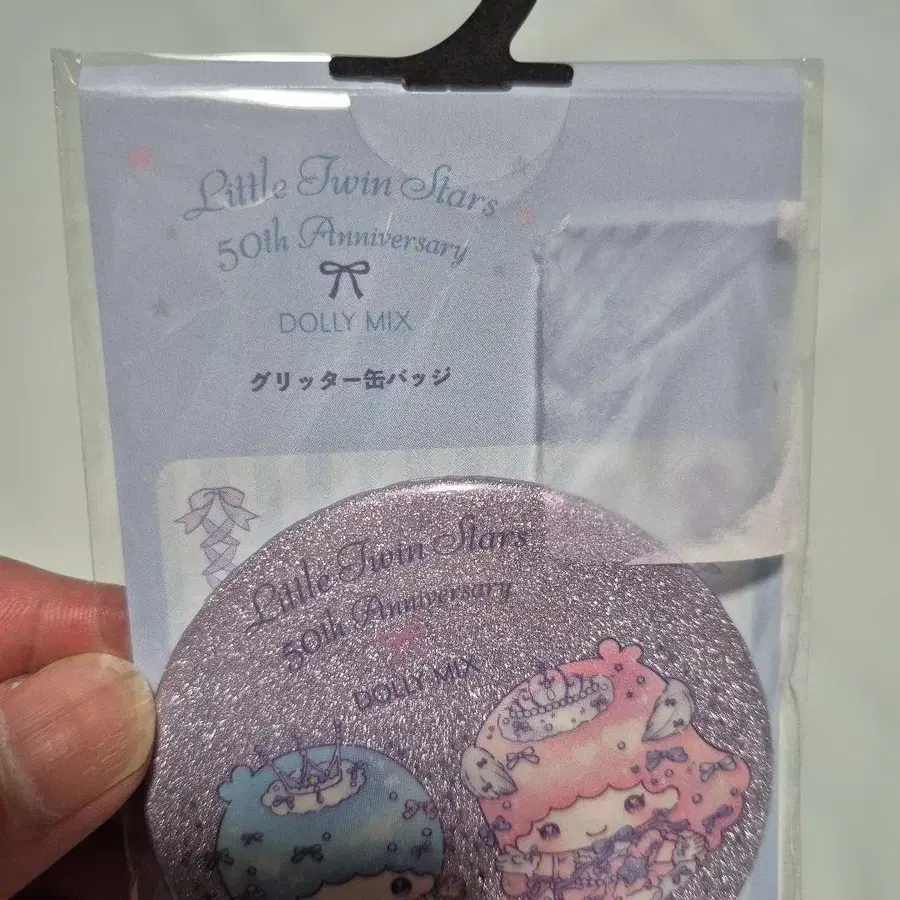 Little Twin Stars
50th Anniversary
DOLLY MIX
グリッター缶バッジ
Little Twin Stars
50th Anniversary
DOLLY MIX